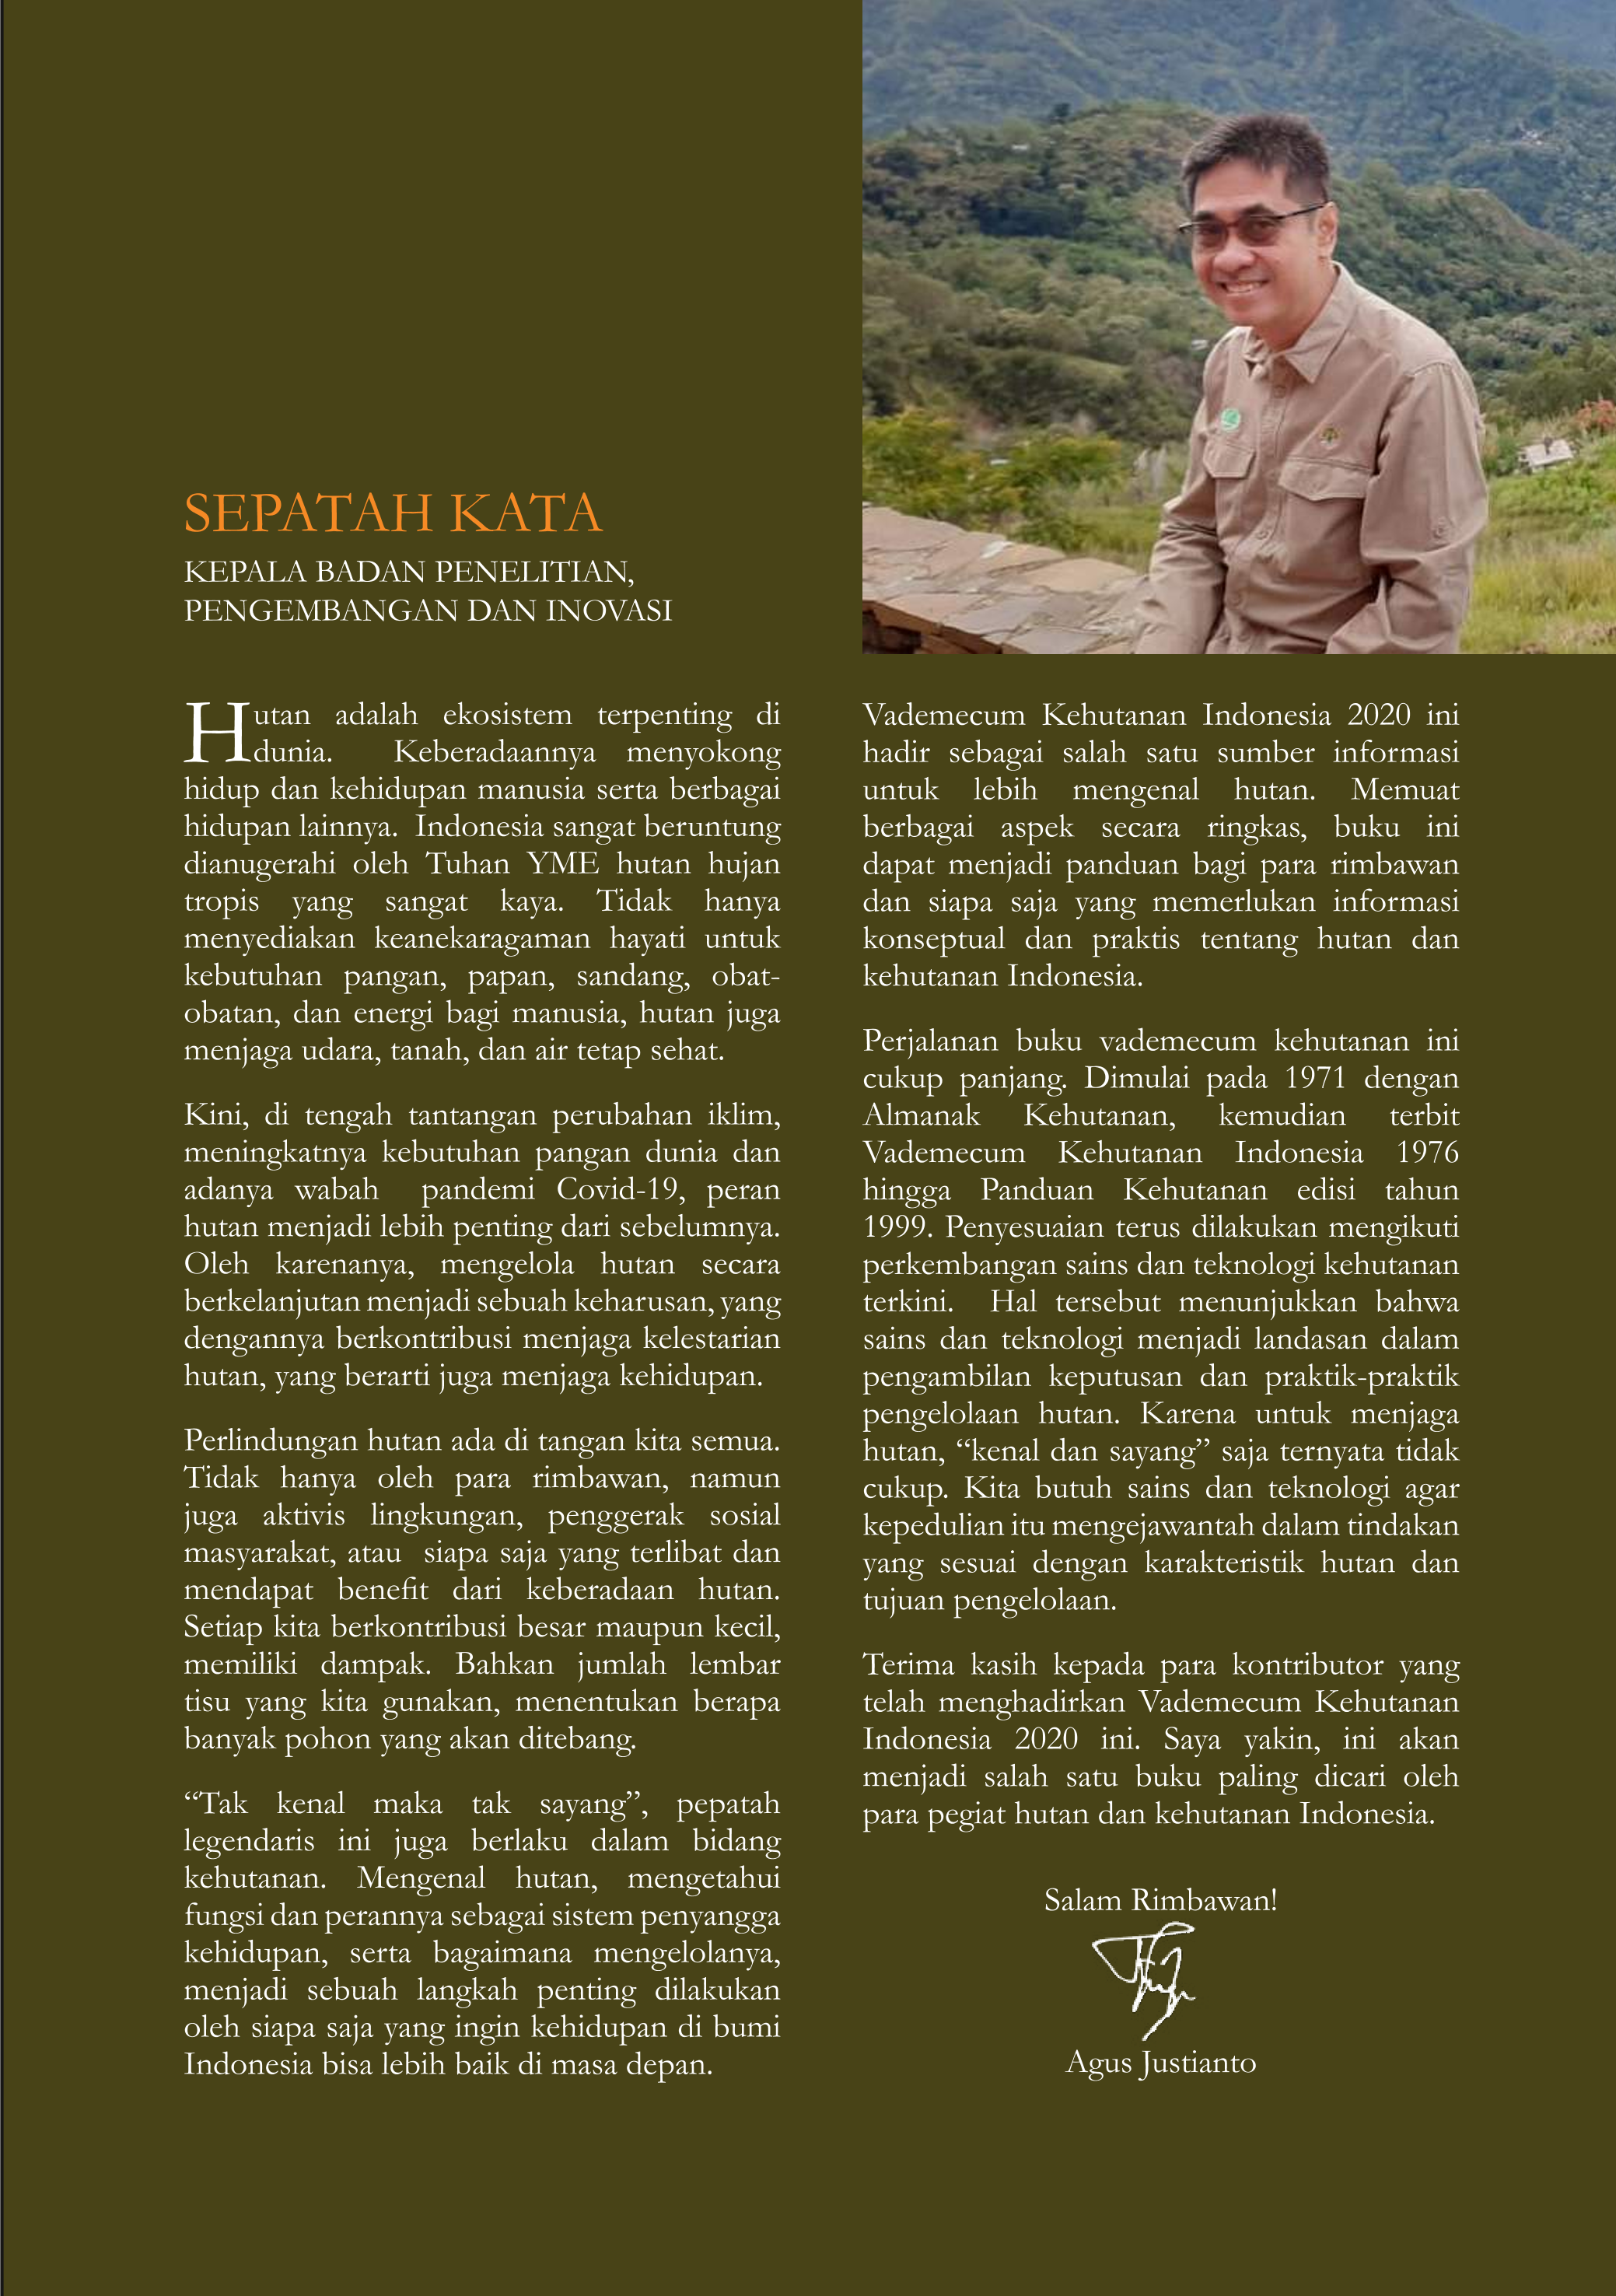 SEPATAH KATA
KEPALA BADAN PENELITIAN,
PENGEMBANGAN DAN INOVASI
Hutan adalah ekosistem terpenting di
dunia. Keberadaannya menyokong
hidup dan kehidupan manusia serta berbagai
hidupan lainnya. Indonesia sangat beruntung
dianugerahi oleh Tuhan YME hutan hujan
tropis yang sangat kaya. Tidak hanya
menyediakan keanekaragaman hayati untuk
kebutuhan pangan, papan, sandang, obat-
obatan, dan energi bagi manusia, hutan juga
menjaga udara, tanah, dan air tetap sehat.
Kini, di tengah tantangan perubahan iklim,
meningkatnya kebutuhan pangan dunia dan
adanya wabah pandemi Covid-19, peran
hutan menjadi lebih penting dari sebelumnya.
Oleh karenanya, mengelola hutan secara
berkelanjutan menjadi sebuah keharusan, yang
dengannya berkontribusi menjaga kelestarian
hutan, yang berarti juga menjaga kehidupan.
Perlindungan hutan ada di tangan kita semua.
Tidak hanya oleh para rimbawan, namun
juga aktivis lingkungan, penggerak sosial
masyarakat, atau siapa saja yang terlibat dan
mendapat benefit dari keberadaan hutan.
Setiap kita berkontribusi besar maupun kecil,
memiliki dampak. Bahkan jumlah lembar
tisu yang kita gunakan, menentukan berapa
banyak pohon yang akan ditebang.
“Tak kenal maka tak sayang”, pepatah
legendaris ini juga berlaku dalam bidang
kehutanan. Mengenal hutan, mengetahui
fungsi dan perannya sebagai sistem penyangga
kehidupan, serta bagaimana mengelolanya,
menjadi sebuah langkah penting dilakukan
oleh siapa saja yang ingin kehidupan di bumi
Indonesia bisa lebih baik di masa depan.
Vademecum Kehutanan Indonesia 2020 ini
hadir sebagai salah satu sumber informasi
untuk lebih mengenal hutan. Memuat
berbagai aspek secara ringkas, buku ini
dapat menjadi panduan bagi para rimbawan
dan siapa saja yang memerlukan informasi
konseptual dan praktis tentang hutan dan
kehutanan Indonesia.
Perjalanan buku vademecum kehutanan ini
cukup panjang. Dimulai pada 1971 dengan
Almanak Kehutanan, kemudian terbit
Vademecum Kehutanan Indonesia 1976
hingga Panduan Kehutanan edisi tahun
1999. Penyesuaian terus dilakukan mengikuti
perkembangan sains dan teknologi kehutanan
terkini. Hal tersebut menunjukkan bahwa
sains dan teknologi menjadi landasan dalam
pengambilan keputusan dan praktik-praktik
pengelolaan hutan. Karena untuk menjaga
hutan, “kenal dan sayang” saja ternyata tidak
cukup. Kita butuh sains dan teknologi agar
kepedulian itu mengejawantah dalam tindakan
yang sesuai dengan karakteristik hutan dan
tujuan pengelolaan.
Terima kasih kepada para kontributor yang
telah menghadirkan Vademecum Kehutanan
Indonesia 2020 ini. Saya yakin, ini akan
menjadi salah satu buku paling dicari oleh
para pegiat hutan dan kehutanan Indonesia.
Salam Rimbawan!
Agus Justianto